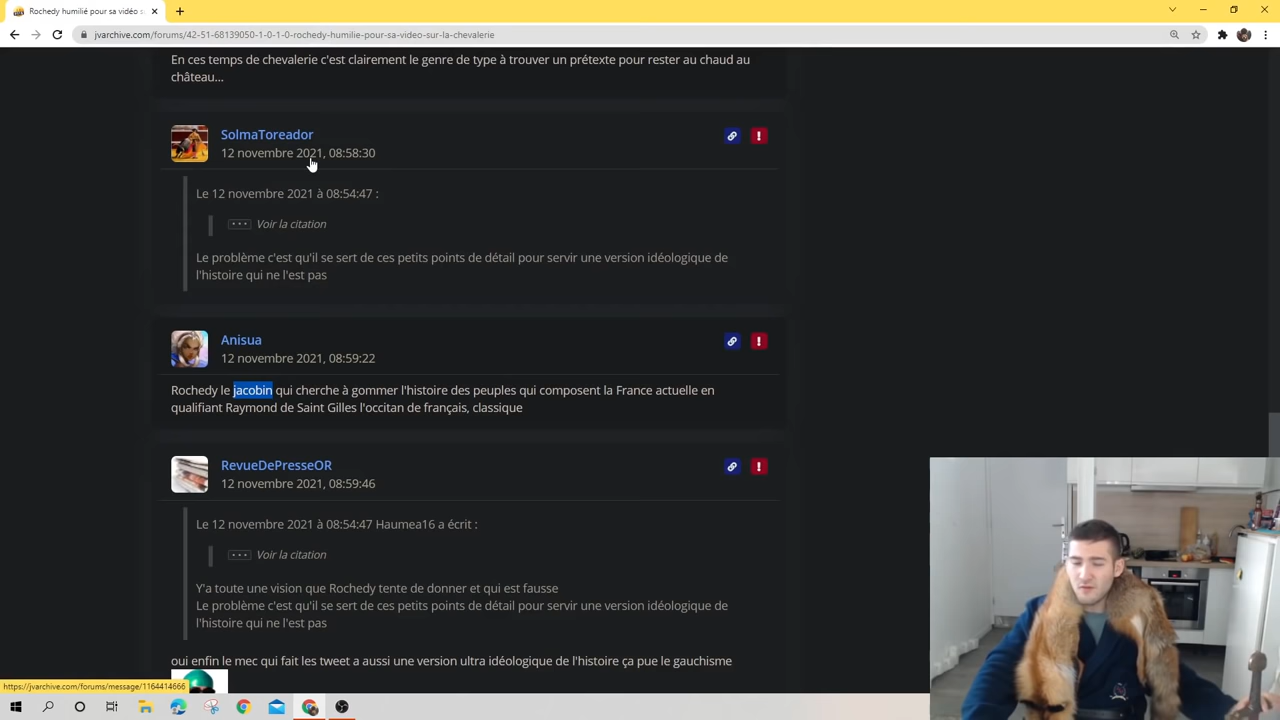 Rochedy humilié pour sa vidéo s
jvarchive.com/forums/42-51-68139050-1-0-1-0-rochedy-humilie-pour-sa-video-sur-la-chevalerie
En ces temps de chevalerie c'est clairement le genre de type à trouver un prétexte pour rester au chaud au
château...
SolmaToreador
12 novembre 2021, 08:58:30
Le 12 novembre 2021 à 08:54:47 :
Voir la citation
Le problème c'est qu'il se sert de ces petits points de détail pour servir une version idéologique de
l'histoire qui ne l'est pas
Anisua
12 novembre 2021, 08:59:22
Rochedy le jacobin qui cherche à gommer l'histoire des peuples qui composent la France actuelle en
qualifiant Raymond de Saint Gilles l'occitan de français, classique
RevueDePresseOR
12 novembre 2021, 08:59:46
Le 12 novembre 2021 à 08:54:47 Haumea16 a écrit :
Voir la citation
Y'a toute une vision que Rochedy tente de donner et qui est fausse
Le problème c'est qu'il se sert de ces petits points de détail pour servir une version idéologique de
l'histoire qui ne l'est pas
oui enfin le mec qui fait les tweet a aussi une version ultra idéologique de l'histoire ça pue le gauchisme
https://jvarchive.com/forums/message/1164414666